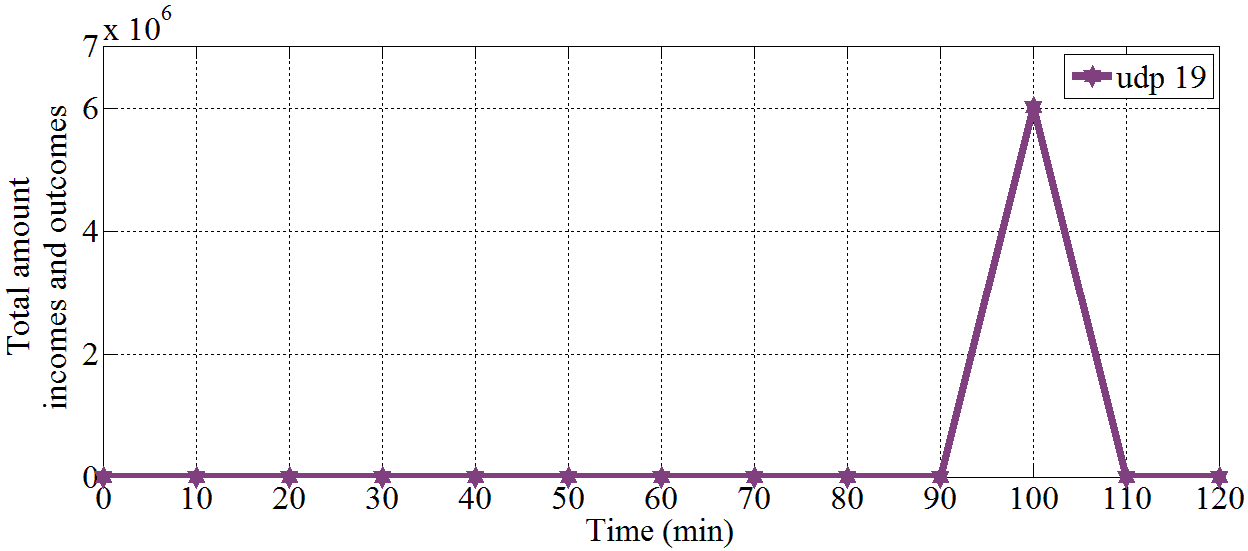 x 10^6
7
6
4
2
0
udp 19
Total amount
incomes and outcomes
0 10 20 30 40 50 60 70 80 90 100 110 120
Time (min)